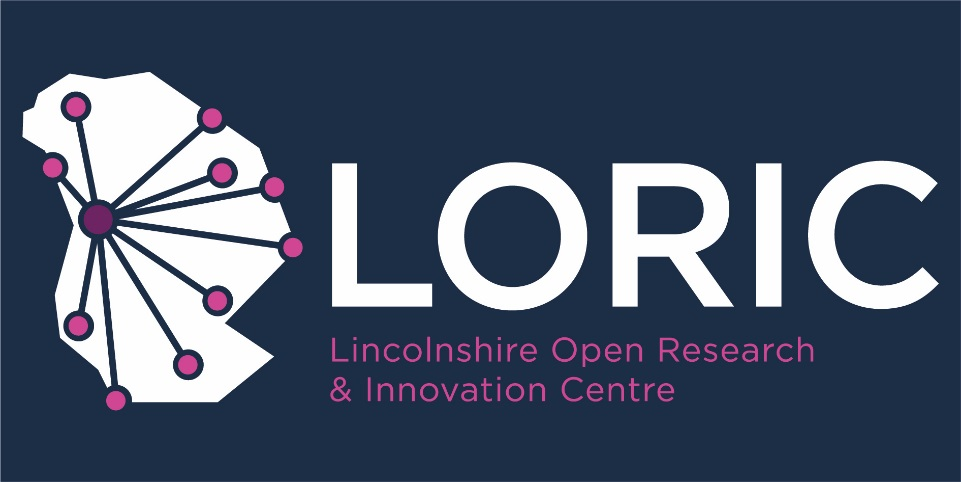 LORIC
Lincolnshire Open Research
& Innovation Centre